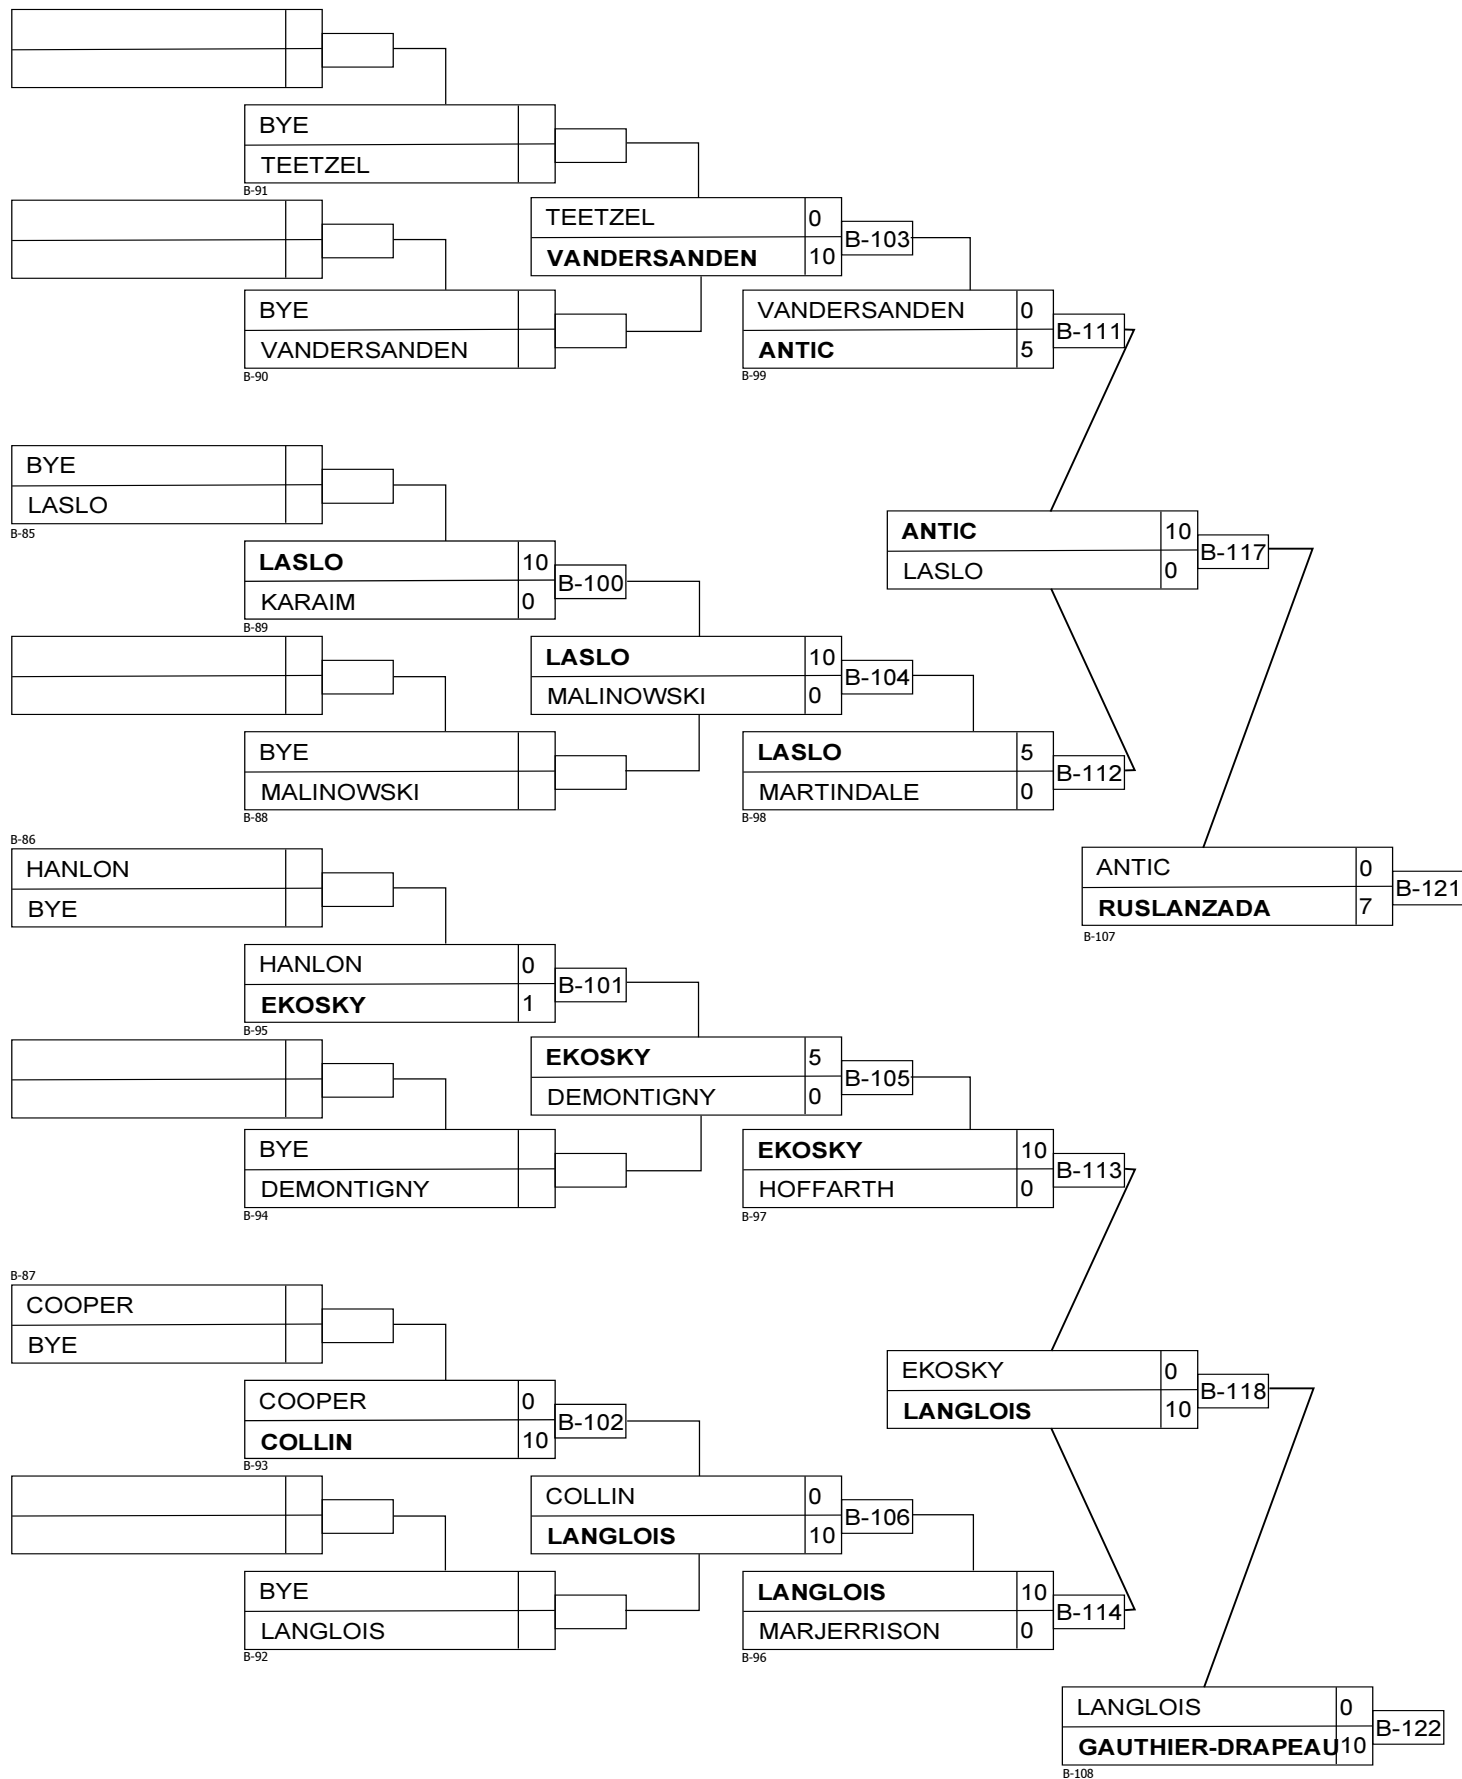 BYE
TEETZEL
B-91
TEETZEL 0
VANDERSANDEN 10
B-103
BYE
VANDERSANDEN
B-90
VANDERSANDEN 0
ANTIC 5
B-111
B-99
BYE
LASLO
B-85
ANTIC 10
LASLO 0
B-117
LASLO 10
KARAIM 0
B-100
B-89
LASLO 10
MALINOWSKI 0
B-104
BYE
MALINOWSKI
B-88
LASLO 5
MARTINDALE 0
B-112
B-98
B-86
HANLON
BYE
ANTIC 0
RUSLANZADA 7
B-121
B-107
HANLON 0
EKOSKY 1
B-101
B-95
EKOSKY 5
DEMONTIGNY 0
B-105
BYE
DEMONTIGNY
B-94
EKOSKY 10
HOFFARTH 0
B-113
B-97
B-87
COOPER
BYE
EKOSKY 0
LANGLOIS 10
B-118
COOPER 0
COLLIN 10
B-102
B-93
COLLIN 0
LANGLOIS 10
B-106
BYE
LANGLOIS
B-92
LANGLOIS 10
MARJERRISON 0
B-114
B-96
LANGLOIS 0
GAUTHIER-DRAPEAU 10
B-122
B-108